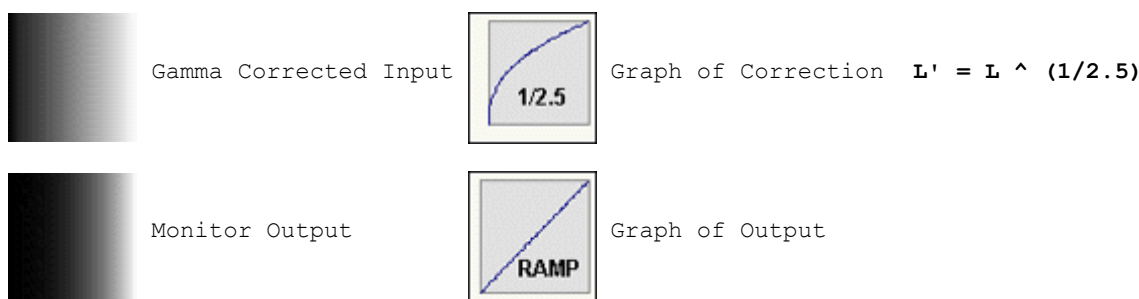 Gamma Corrected Input 1/2.5 Graph of Correction L' = L ^ (1/2.5)
Monitor Output RAMP Graph of Output